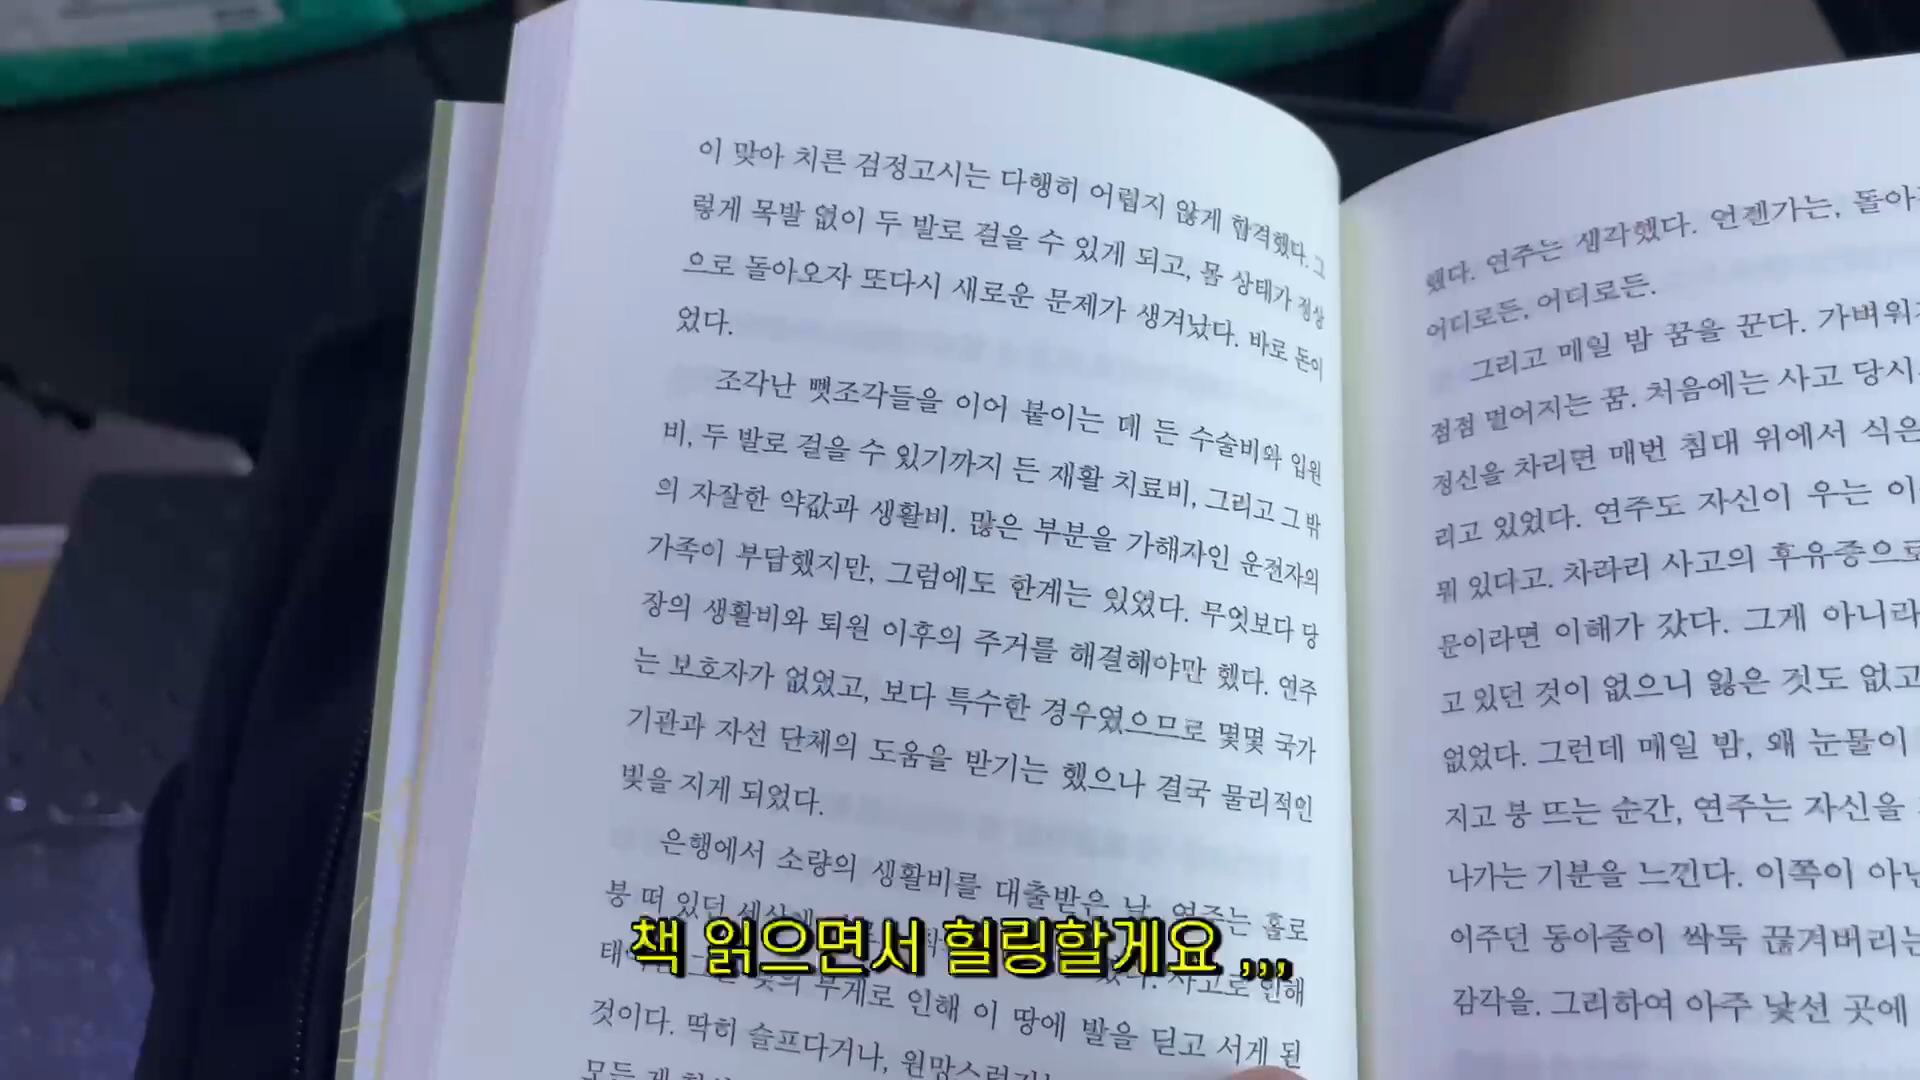 이 맞아 치른 검정고시는 다행히 어렵지 않게 합격했다. 그
렇게 목발 없이 두 발로 걸을 수 있게 되고, 몸 상태가 정상
으로 돌아오자 또다시 새로운 문제가 생겨났다. 바로 돈이
었다.
조각난 뼛조각들을 이어 붙이는 데 든 수술비와 입원
비, 두 발로 걸을 수 있기까지 든 재활 치료비, 그리고 그 밖
의 자잘한 약값과 생활비. 많은 부분을 가해자인 운전자의
가족이 부담했지만, 그럼에도 한계는 있었다. 무엇보다 당
장의 생활비와 퇴원 이후의 주거를 해결해야만 했다. 연주
는 보호자가 없었고, 보다 특수한 경우였으므로 몇몇 국가
기관과 자선 단체의 도움을 받기는 했으나 결국 물리적인
빚을 지게 되었다.
은행에서 소량의 생활비를 대출받은 날, 연주는 홀로
붕 떠 있던
사고로 인해
무게로 인해 이 땅에 발을 딛고 서게 된
것이다. 딱히 슬프다거나,
모든 게
했다. 연주는 생각했다. 언젠가는,
어디로든, 어디로든.
그리고 매일 밤 꿈을 꾼다.
점점 멀어지는 꿈. 처음에는 사고 당시
정신을 차리면 매번 침대 위에서 식은
리고 있었다. 연주도 자신이 우는
뭐 있다고. 차라리 사고의 후유증으로
문이라면 이해가 갔다. 그게 아니라
고 있던 것이 없으니 잃은 것도 없고
없었다. 그런데 매일 밤, 왜 눈물이
지고 붕 뜨는 순간, 연주는 자신을
나가는 기분을 느낀다. 이쪽이
이주던 동아줄이 싹둑 끊겨버리는
감각을. 그리하여 아주 낯선 곳에
책 읽으면서 힐링할게요 ,,,